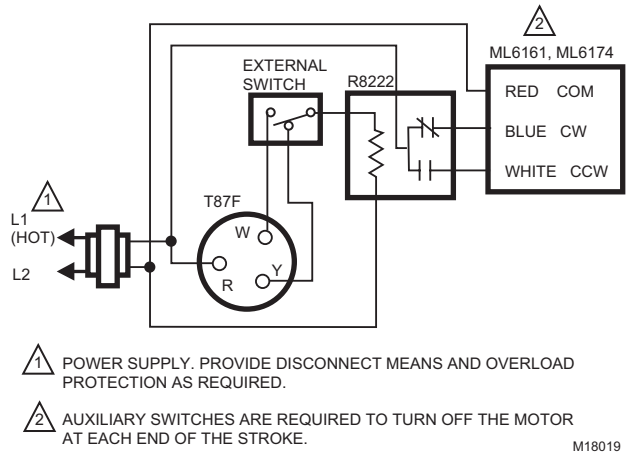 2
ML6161, ML6174
EXTERNAL
SWITCH
R8222
RED COM
BLUE CW
WHITE CCW
1
L1
(HOT)
L2
T87F
W
R
Y
1 POWER SUPPLY. PROVIDE DISCONNECT MEANS AND OVERLOAD
PROTECTION AS REQUIRED.
2 AUXILIARY SWITCHES ARE REQUIRED TO TURN OFF THE MOTOR
AT EACH END OF THE STROKE.
M18019